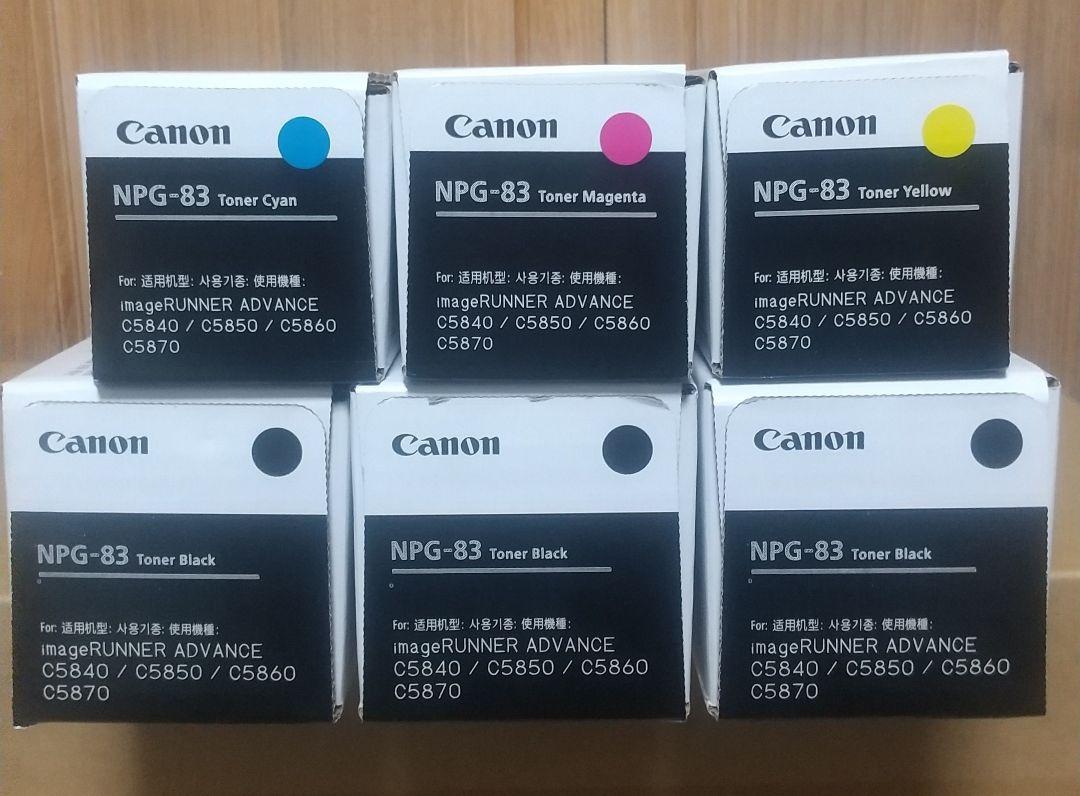 Canon
NPG-83 Toner Cyan
For: 适用机型: 사용기종: 使用機種:
imageRUNNER ADVANCE
C5840 / C5850 / C5860
C5870
Canon
NPG-83 Toner Magenta
For: 适用机型: 사용기종: 使用機種:
imageRUNNER ADVANCE
C5840 / C5850 / C5860
C5870
Canon
NPG-83 Toner Yellow
For: 适用机型: 사용기종: 使用機種:
imageRUNNER ADVANCE
C5840 / C5850 / C5860
C5870
Canon
NPG-83 Toner Black
For: 适用机型: 사용기종: 使用機種:
imageRUNNER ADVANCE
C5840 / C5850 / C5860
C5870
Canon
NPG-83 Toner Black
For: 适用机型: 사용기종: 使用機種:
imageRUNNER ADVANCE
C5840 / C5850 / C5860
C5870
Canon
NPG-83 Toner Black
For: 适用机型: 사용기종: 使用機種:
imageRUNNER ADVANCE
C5840 / C5850 / C5860
C5870